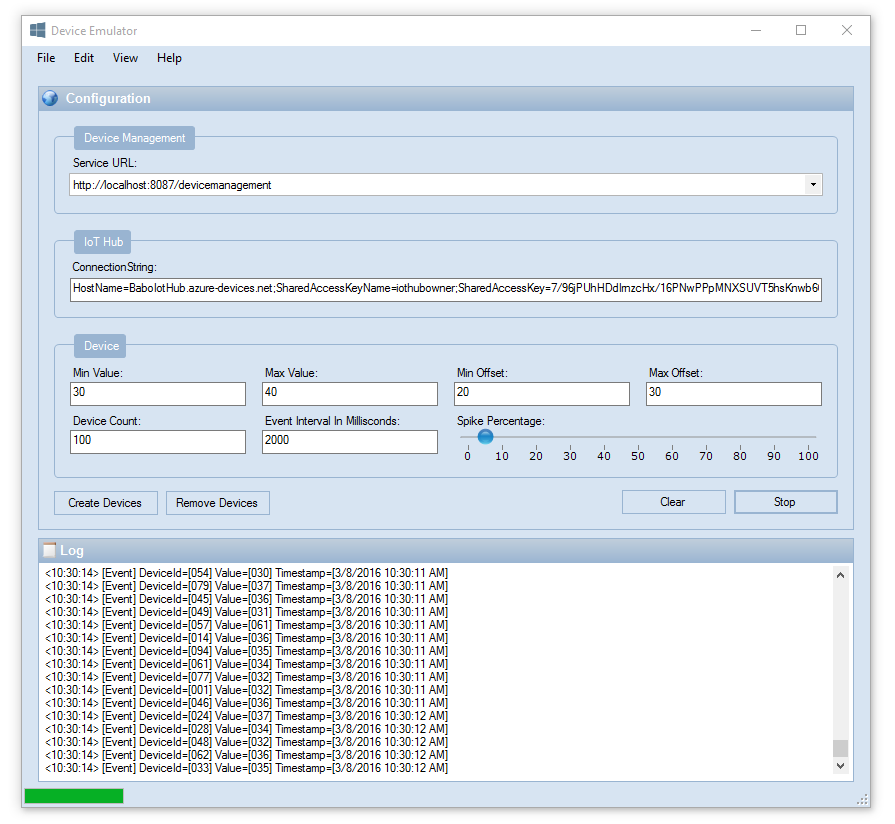 Device Emulator
File Edit View Help
Configuration
Device Management
Service URL:
http://localhost:8087/devicemanagement
IoT Hub
ConnectionString:
HostName=BaboIotHub.azure-devices.net;SharedAccessKeyName=iothubowner;SharedAccessKey=7/96jPUhHDdImzcHx/16PNwPPpMNXSUVT5hsKnwb6
Device
Min Value: Max Value: Min Offset: Max Offset:
30 40 20 30
Device Count: Event Interval In Millisconds: Spike Percentage:
100 2000
0 10 20 30 40 50 60 70 80 90 100
Create Devices Remove Devices Clear Stop
Log
<10:30:14> [Event] DeviceId=[054] Value=[030] Timestamp=[3/8/2016 10:30:11 AM]
<10:30:14> [Event] DeviceId=[079] Value=[037] Timestamp=[3/8/2016 10:30:11 AM]
<10:30:14> [Event] DeviceId=[045] Value=[036] Timestamp=[3/8/2016 10:30:11 AM]
<10:30:14> [Event] DeviceId=[049] Value=[031] Timestamp=[3/8/2016 10:30:11 AM]
<10:30:14> [Event] DeviceId=[057] Value=[061] Timestamp=[3/8/2016 10:30:11 AM]
<10:30:14> [Event] DeviceId=[014] Value=[036] Timestamp=[3/8/2016 10:30:11 AM]
<10:30:14> [Event] DeviceId=[094] Value=[035] Timestamp=[3/8/2016 10:30:11 AM]
<10:30:14> [Event] DeviceId=[061] Value=[034] Timestamp=[3/8/2016 10:30:11 AM]
<10:30:14> [Event] DeviceId=[077] Value=[032] Timestamp=[3/8/2016 10:30:11 AM]
<10:30:14> [Event] DeviceId=[001] Value=[032] Timestamp=[3/8/2016 10:30:11 AM]
<10:30:14> [Event] DeviceId=[046] Value=[036] Timestamp=[3/8/2016 10:30:11 AM]
<10:30:14> [Event] DeviceId=[024] Value=[037] Timestamp=[3/8/2016 10:30:12 AM]
<10:30:14> [Event] DeviceId=[028] Value=[034] Timestamp=[3/8/2016 10:30:12 AM]
<10:30:14> [Event] DeviceId=[048] Value=[032] Timestamp=[3/8/2016 10:30:12 AM]
<10:30:14> [Event] DeviceId=[062] Value=[036] Timestamp=[3/8/2016 10:30:12 AM]
<10:30:14> [Event] DeviceId=[033] Value=[035] Timestamp=[3/8/2016 10:30:12 AM]